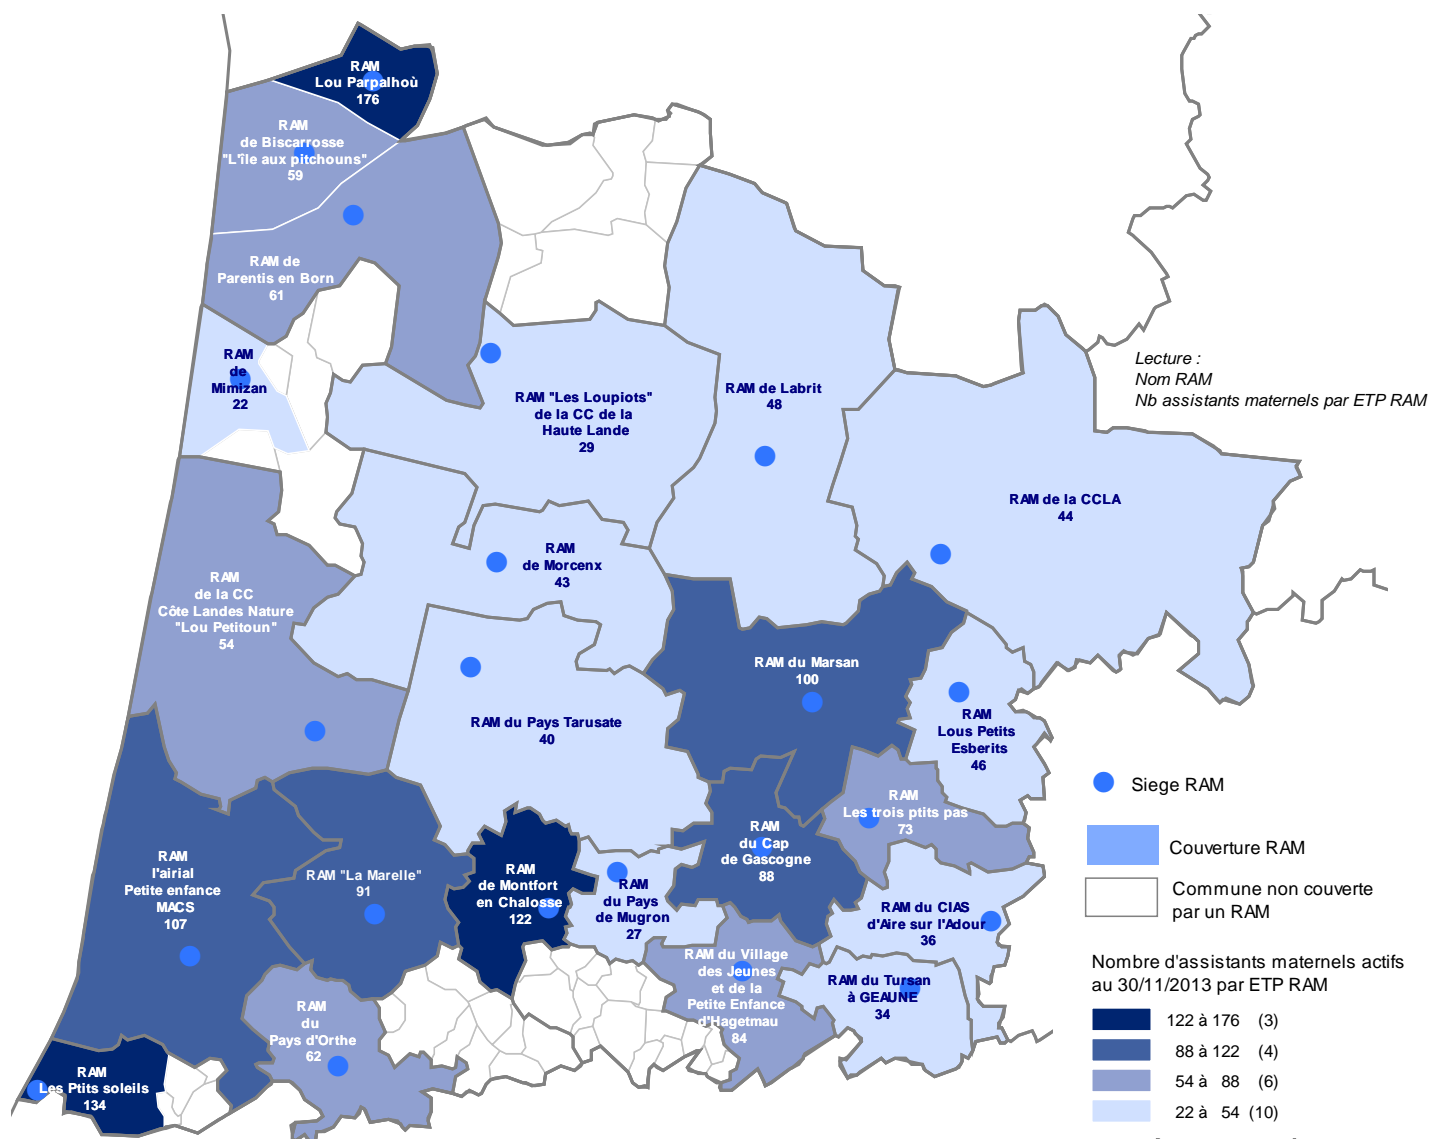 RAM
Lou Parpalhoù
176
RAM
de Biscarrosse
"L'île aux pitchouns"
59
RAM de
Parentis en Born
61
RAM
de
Mimizan
22
RAM "Les Loupiots"
de la CC de la
Haute Lande
29
RAM de Labrit
48
Lecture :
Nom RAM
Nb assistants maternels par ETP RAM
RAM de la CCLA
44
RAM
de Morcenx
43
RAM
de la CC
Côte Landes Nature
"Lou Petitoun"
54
RAM du Marsan
100
RAM du Pays Tarusate
40
RAM
Lous Petits
Esberits
46
RAM
Les trois ptits pas
73
RAM
du Cap
de Gascogne
88
RAM
l'airial
Petite enfance
MACS
107
RAM "La Marelle"
91
RAM
de Montfort
en Chalosse
122
RAM
du Pays
de Mugron
27
RAM du CIAS
d'Aire sur l'Adour
36
RAM du Village
des Jeunes
et de la
Petite Enfance
d'Hagetmau
84
RAM du Tursan
à GEAUNE
34
RAM
du
Pays d'Orthe
62
RAM
Les Ptits soleils
134
Siege RAM
Couverture RAM
Commune non couverte
par un RAM
Nombre d'assistants maternels actifs
au 30/11/2013 par ETP RAM
122 à 176 (3)
88 à 122 (4)
54 à 88 (6)
22 à 54 (10)